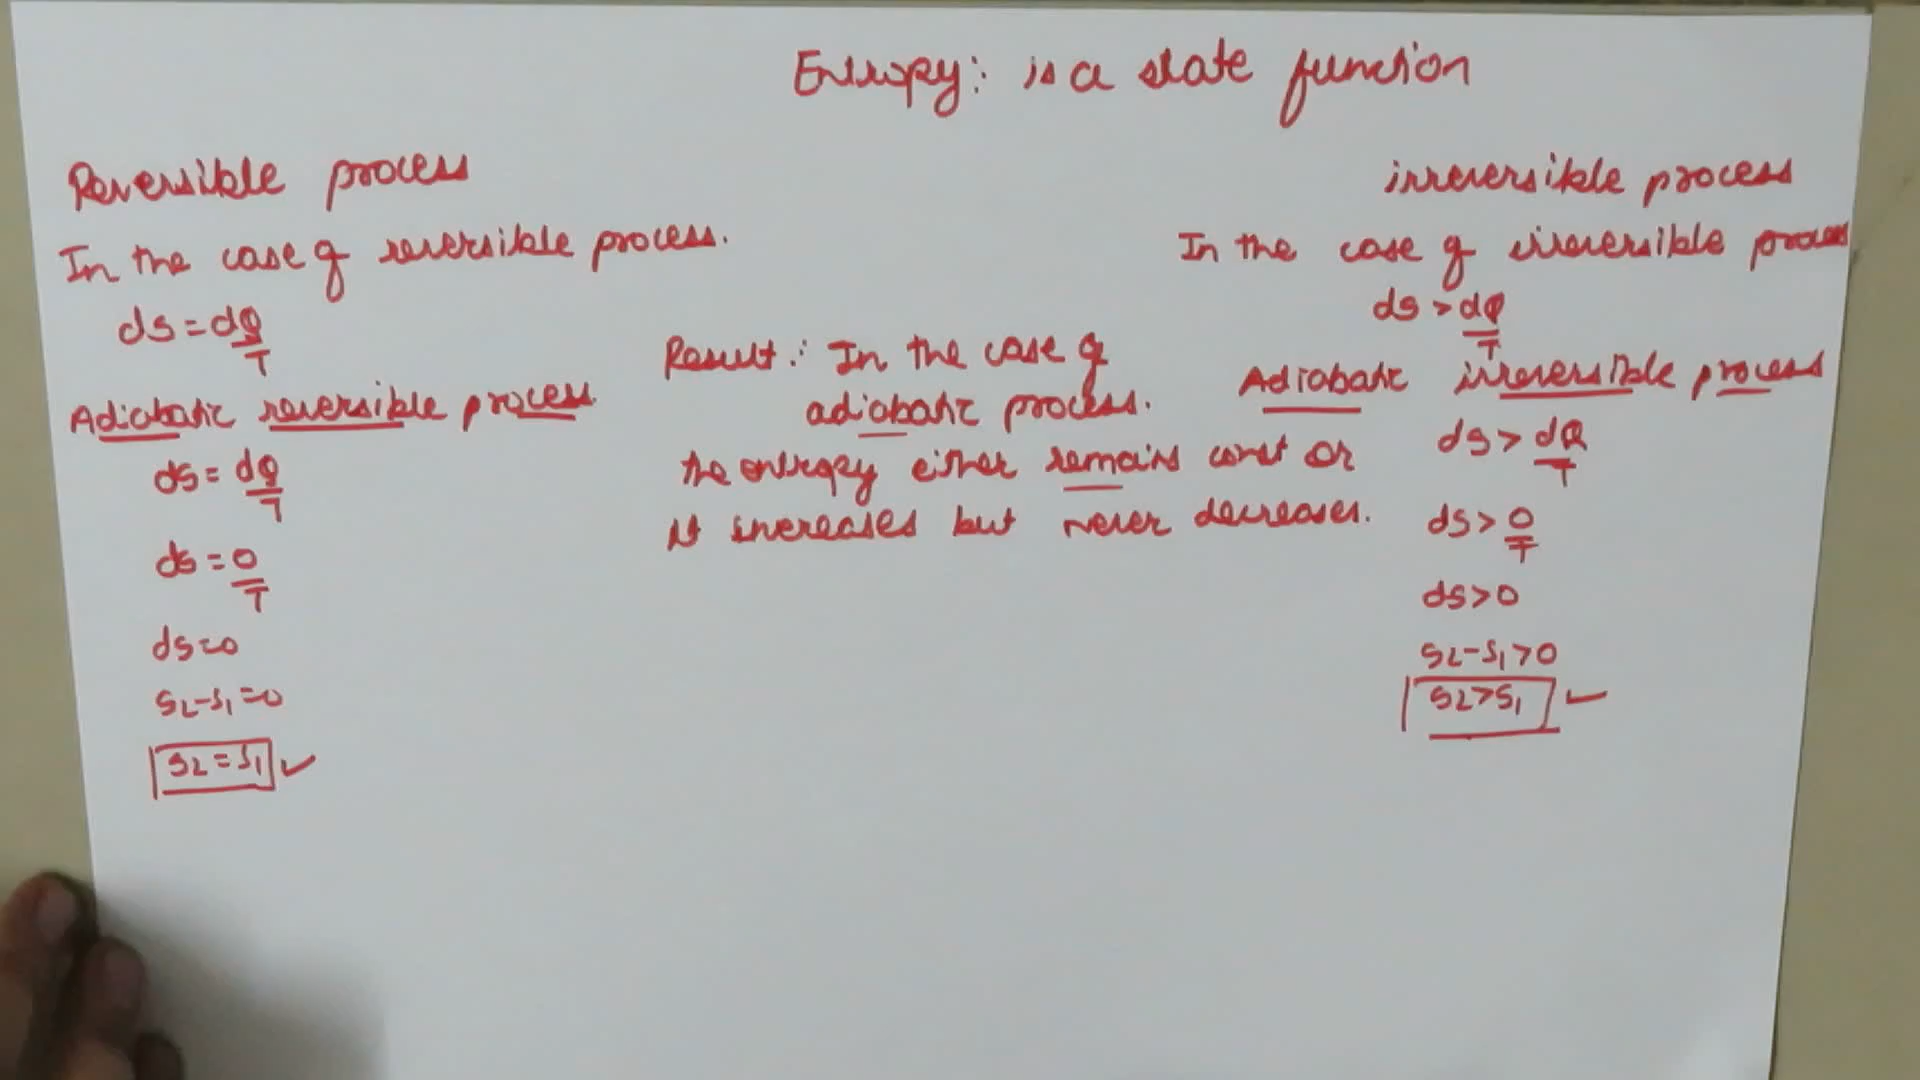 Entropy: is a state function
Reversible process
In the case of reversible process.
ds = dQ
T
Adiabatic reversible process.
ds = dQ
T
ds = 0
T
ds=0
S2-S1=0
S2=S1 ✓
Result: In the case of
adiabatic process.
the entropy either remains const or
it increases but never decreases.
irreversible process
In the case of irreversible process
ds > dQ
T
Adiabatic irreversible process
ds > dQ
T
ds > 0
T
ds>0
S2-S1>0
S2>S1 ✓